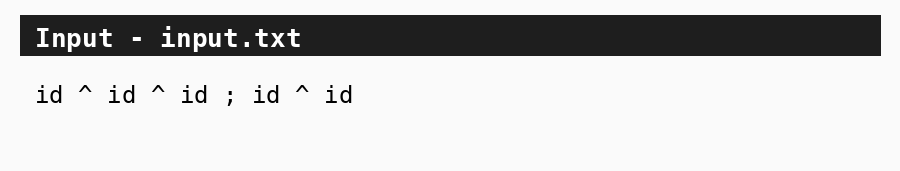 Input - input.txt
id ^ id ^ id ; id ^ id